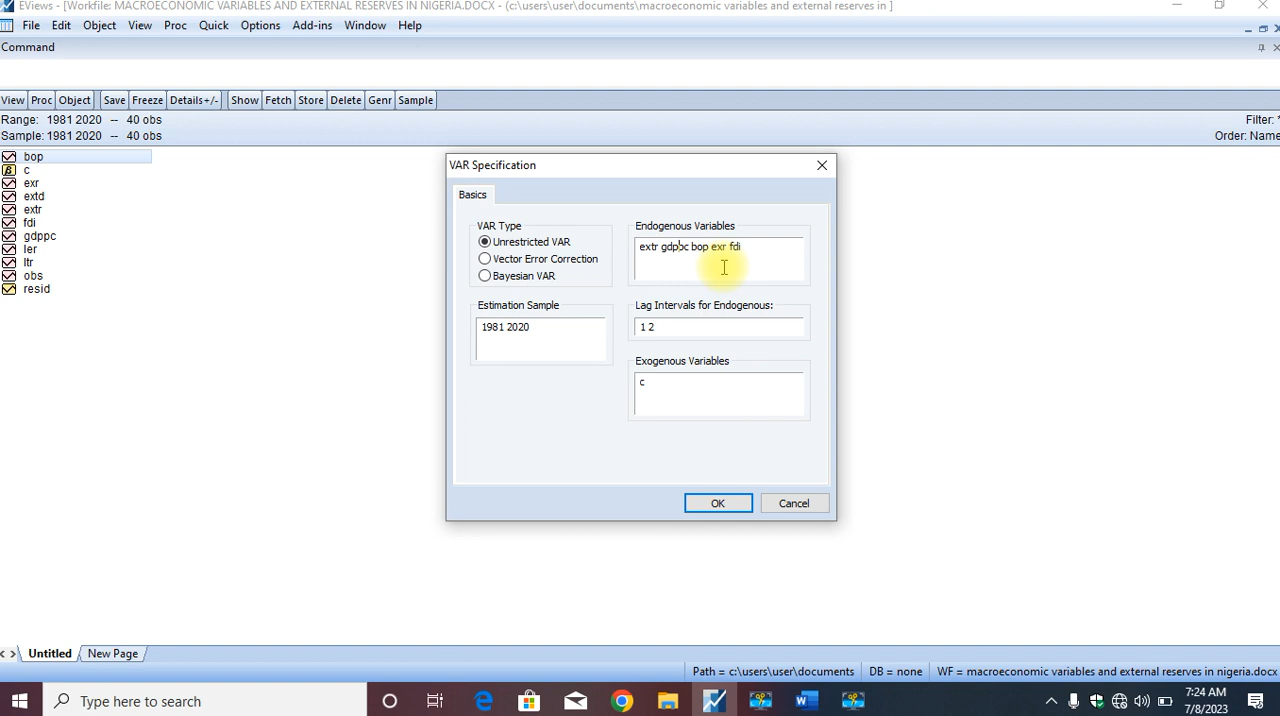 EViews - [Workfile: MACROECONOMIC VARIABLES AND EXTERNAL RESERVES IN NIGERIA.DOCX - (c:\users\user\documents\macroeconomic variables and external reserves in ]
File Edit Object View Proc Quick Options Add-ins Window Help
Command
View Proc Object Save Freeze Details+/- Show Fetch Store Delete Genr Sample
Range: 1981 2020 -- 40 obs Filter: *
Sample: 1981 2020 -- 40 obs Order: Name
bop
c
exr
extd
extr
fdi
gdppc
ler
ltr
obs
resid
VAR Specification
Basics
VAR Type
Unrestricted VAR
Vector Error Correction
Bayesian VAR
Estimation Sample
1981 2020
Endogenous Variables
extr gdppc bop exr fdi
Lag Intervals for Endogenous:
1 2
Exogenous Variables
c
OK Cancel
Untitled New Page
Path = c:\users\user\documents DB = none WF = macroeconomic variables and external reserves in nigeria.docx
Type here to search
7:24 AM
7/8/2023